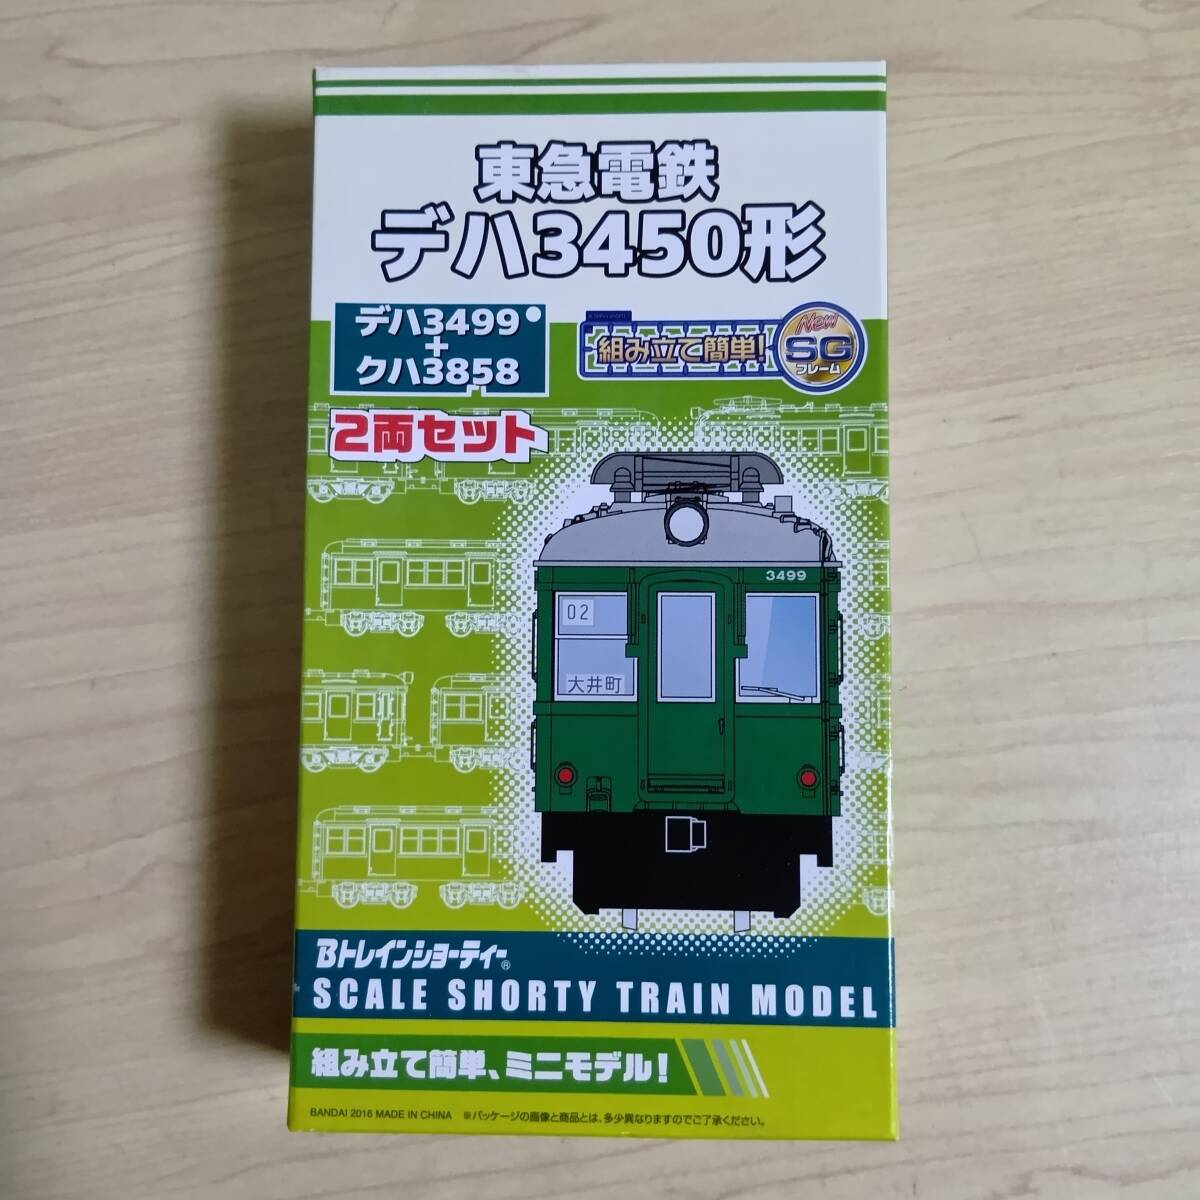 東急電鉄
デハ3450形
デハ3499
+
クハ3858
組み立て簡単!
New
SG
フレーム
2両セット
3499
02
大井町
Bトレインショーティー®
SCALE SHORTY TRAIN MODEL
組み立て簡単、ミニモデル!
BANDAI 2016 MADE IN CHINA ※パッケージの画像と商品とは、多少異なりますのでご了承ください。